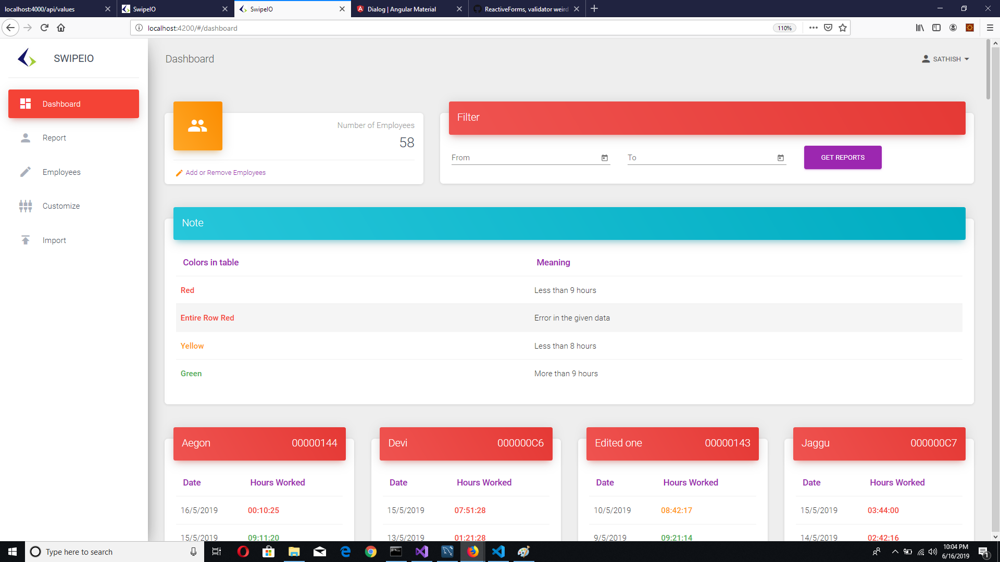 localhost:4000/api/values
SwipeIO
SwipeIO
Dialog | Angular Material
ReactiveForms, validator weird
localhost:4200/#/dashboard
110%
SWIPEIO
Dashboard
SATHISH
Dashboard
Report
Employees
Customize
Import
Number of Employees
58
Add or Remove Employees
Filter
From
To
GET REPORTS
Note
Colors in table Meaning
Red Less than 9 hours
Entire Row Red Error in the given data
Yellow Less than 8 hours
Green More than 9 hours
Aegon 00000144
Date Hours Worked
16/5/2019 00:10:25
15/5/2019 09:11:20
Devi 000000C6
Date Hours Worked
15/5/2019 07:51:28
13/5/2019 01:21:28
Edited one 00000143
Date Hours Worked
10/5/2019 08:42:17
9/5/2019 09:21:14
Jaggu 000000C7
Date Hours Worked
15/5/2019 03:44:00
14/5/2019 02:42:16
Type here to search
10:04 PM
6/16/2019
1